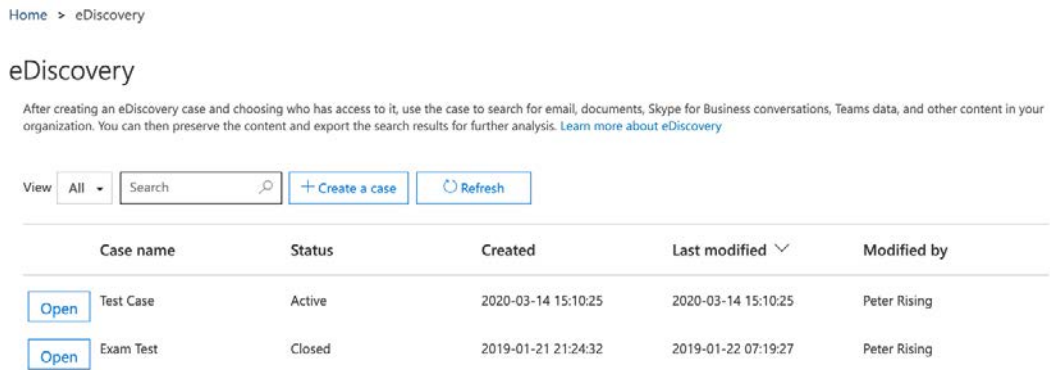 Home > eDiscovery
eDiscovery
After creating an eDiscovery case and choosing who has access to it, use the case to search for email, documents, Skype for Business conversations, Teams data, and other content in your
organization. You can then preserve the content and export the search results for further analysis. Learn more about eDiscovery
View All Search + Create a case Refresh
Case name Status Created Last modified Modified by
Open Test Case Active 2020-03-14 15:10:25 2020-03-14 15:10:25 Peter Rising
Open Exam Test Closed 2019-01-21 21:24:32 2019-01-22 07:19:27 Peter Rising